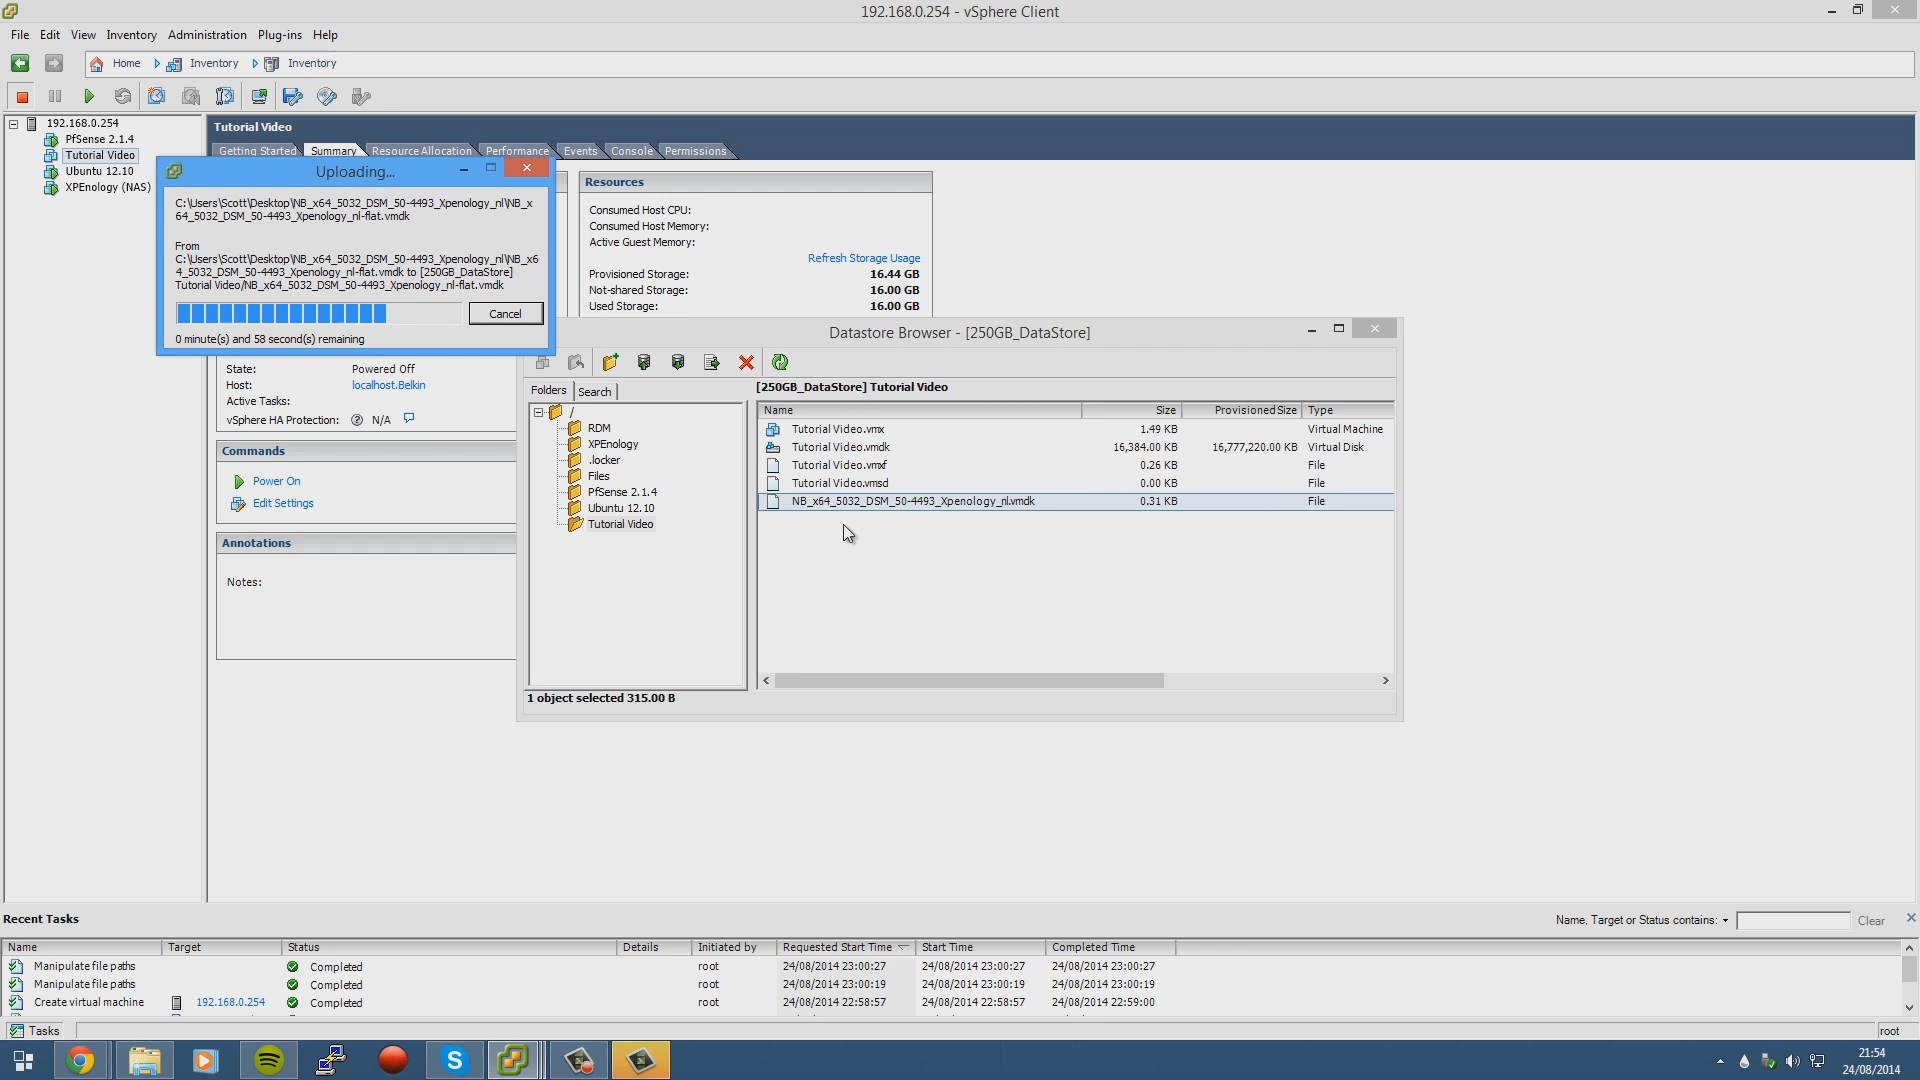 192.168.0.254 - vSphere Client
File Edit View Inventory Administration Plug-ins Help
Home Inventory Inventory
192.168.0.254
PfSense 2.1.4
Tutorial Video
Ubuntu 12.10
XPEnology (NAS)
Tutorial Video
Getting Started Summary Resource Allocation Performance Events Console Permissions
Uploading...
C:\Users\Scott\Desktop\NB_x64_5032_DSM_50-4493_Xpenology_nl\NB_x
64_5032_DSM_50-4493_Xpenology_nl-flat.vmdk
From
C:\Users\Scott\Desktop\NB_x64_5032_DSM_50-4493_Xpenology_nl\NB_x6
4_5032_DSM_50-4493_Xpenology_nl-flat.vmdk to [250GB_DataStore]
Tutorial Video/NB_x64_5032_DSM_50-4493_Xpenology_nl-flat.vmdk
Cancel
0 minute(s) and 58 second(s) remaining
Resources
Consumed Host CPU:
Consumed Host Memory:
Active Guest Memory:
Refresh Storage Usage
Provisioned Storage: 16.44 GB
Not-shared Storage: 16.00 GB
Used Storage: 16.00 GB
State: Powered Off
Host: localhost.Belkin
Active Tasks:
vSphere HA Protection: N/A
Commands
Power On
Edit Settings
Annotations
Notes:
Datastore Browser - [250GB_DataStore]
Folders Search
/
RDM
XPEnology
.locker
Files
PfSense 2.1.4
Ubuntu 12.10
Tutorial Video
[250GB_DataStore] Tutorial Video
Name Size Provisioned Size Type
Tutorial Video.vmx 1.49 KB Virtual Machine
Tutorial Video.vmdk 16,384.00 KB 16,777,220.00 KB Virtual Disk
Tutorial Video.vmxf 0.26 KB File
Tutorial Video.vmsd 0.00 KB File
NB_x64_5032_DSM_50-4493_Xpenology_nl.vmdk 0.31 KB File
1 object selected 315.00 B
Recent Tasks
Name, Target or Status contains: Clear
Name Target Status Details Initiated by Requested Start Time Start Time Completed Time
Manipulate file paths Completed root 24/08/2014 23:00:27 24/08/2014 23:00:27 24/08/2014 23:00:27
Manipulate file paths Completed root 24/08/2014 23:00:19 24/08/2014 23:00:19 24/08/2014 23:00:19
Create virtual machine 192.168.0.254 Completed root 24/08/2014 22:58:57 24/08/2014 22:58:57 24/08/2014 22:59:00
Tasks
root
21:54
24/08/2014